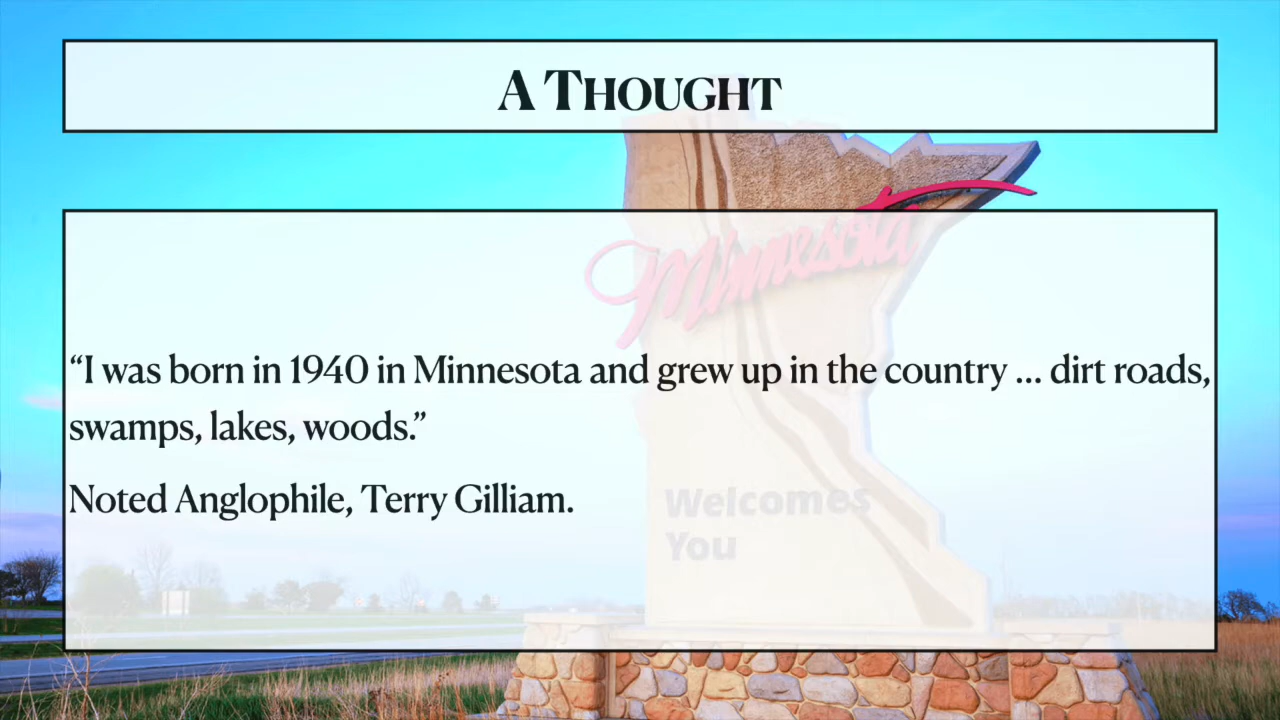 A THOUGHT
Minnesota
“I was born in 1940 in Minnesota and grew up in the country ... dirt roads,
swamps, lakes, woods.”
Noted Anglophile, Terry Gilliam.
Welcomes
You